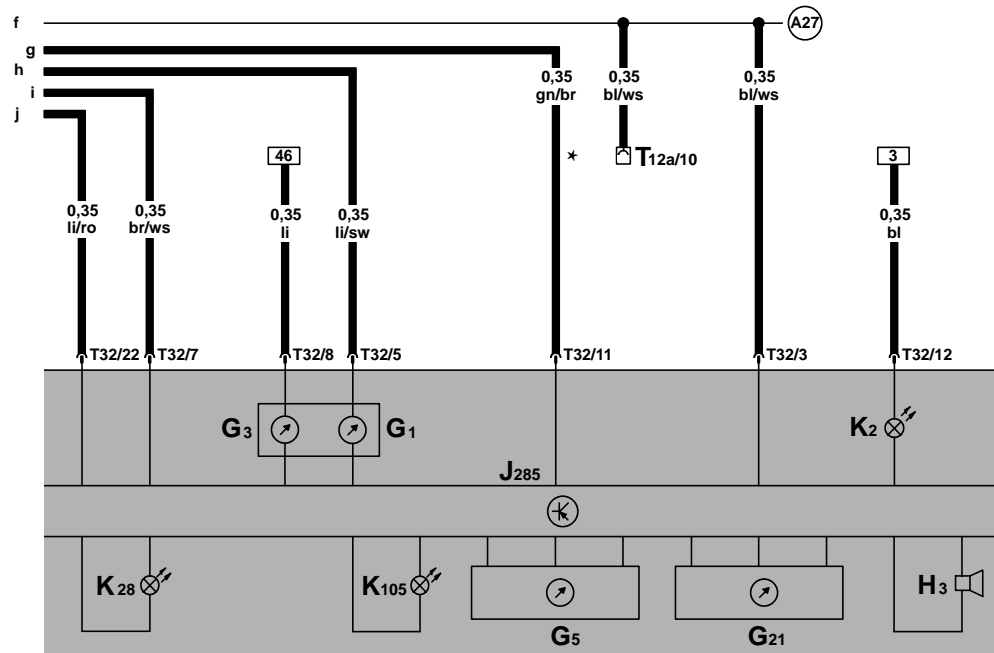 f
A27
g
h
i
j
0,35
gn/br
0,35
bl/ws
0,35
bl/ws
46
T12a/10
3
0,35
li/ro
0,35
br/ws
0,35
li
0,35
li/sw
0,35
bl
T32/22
T32/7
T32/8
T32/5
T32/11
T32/3
T32/12
G3
G1
K2
J285
K28
K105
G5
G21
H3